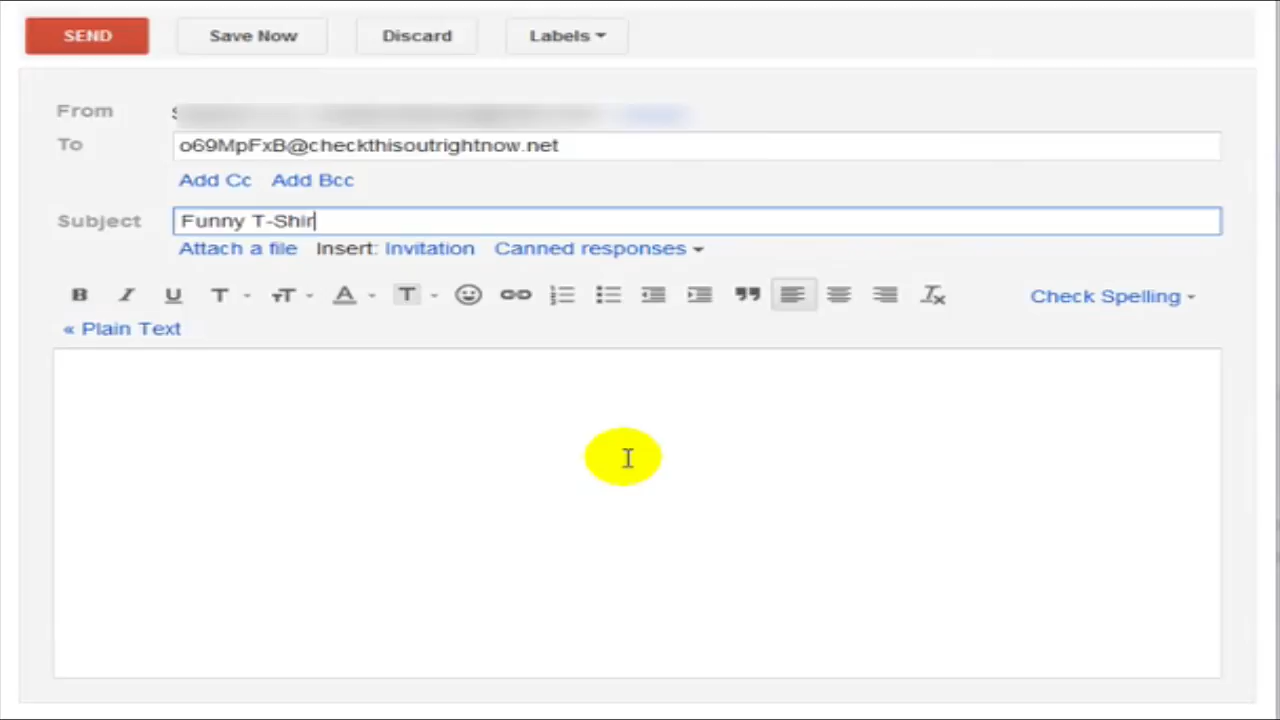 SEND Save Now Discard Labels
From
To o69MpFxB@checkthisoutrightnow.net
Add Cc Add Bcc
Subject Funny T-Shir
Attach a file Insert: Invitation Canned responses
B I U T TT A T Check Spelling
« Plain Text